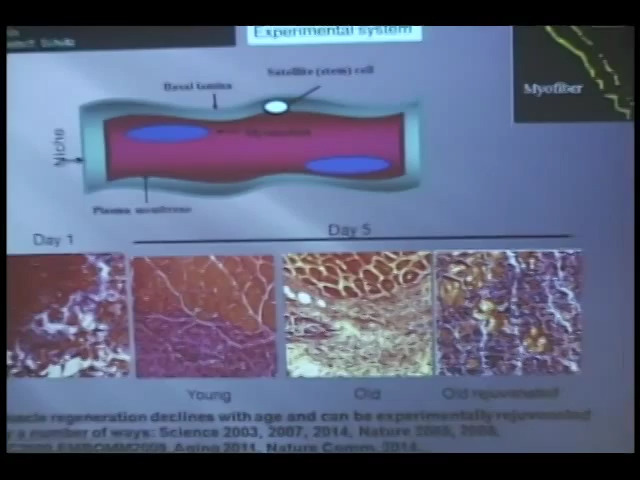 Experimental system
Satellite (stem) cell
Basal lamina
Myofiber
Niche
Plasma membrane
Day 1
Day 5
Young
Old
Old rejuvenated
uscle regeneration declines with age and can be experimentally rejuvenated
y a number of ways: Science 2003, 2007, 2014, Nature
Aging 2011, Nature Comm. 2014